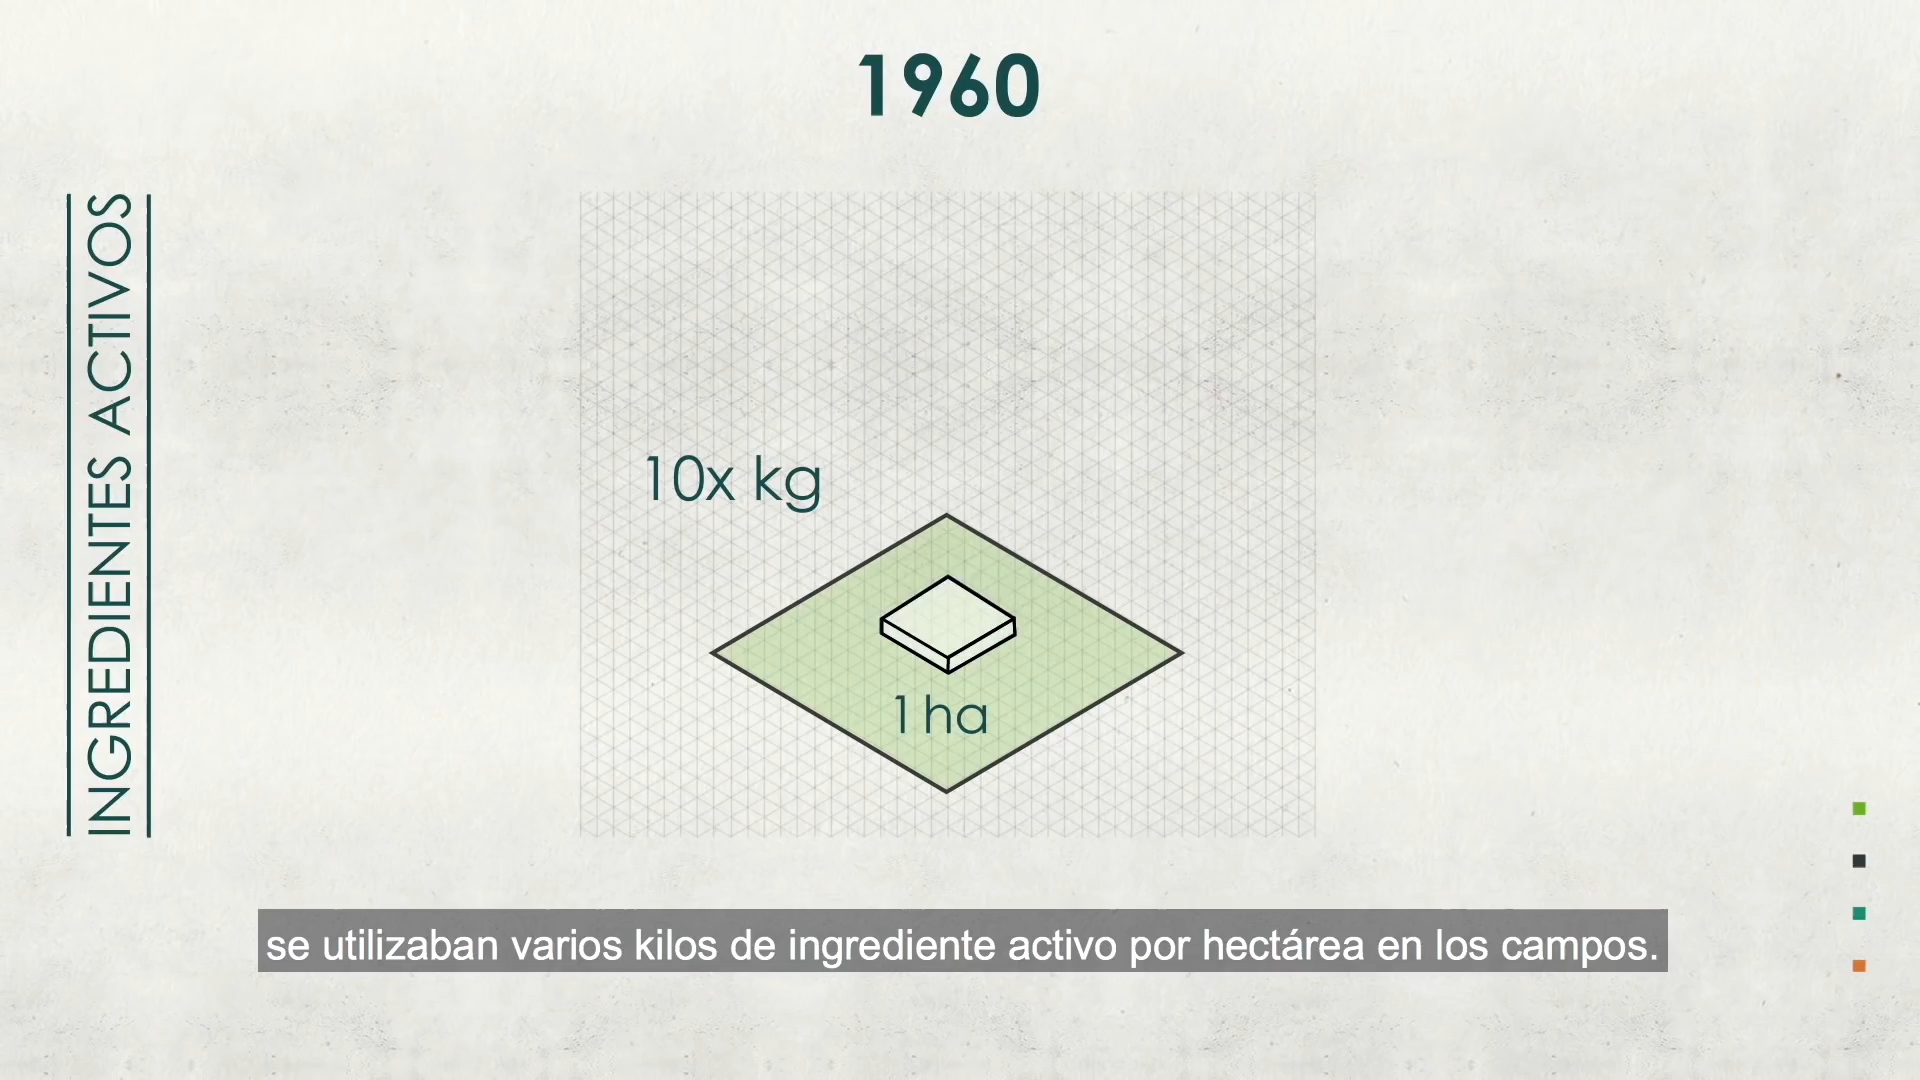 1960
INGREDIENTES ACTIVOS
10x kg
1 ha
se utilizaban varios kilos de ingrediente activo por hectárea en los campos.